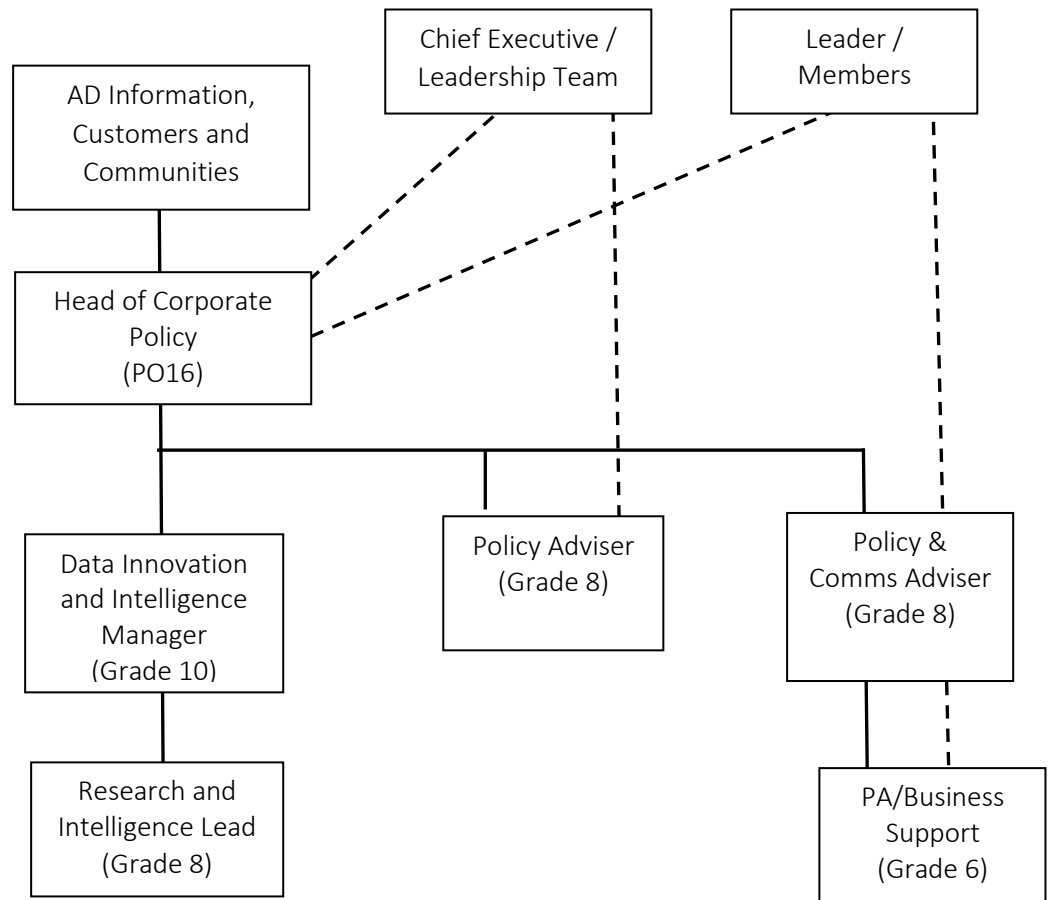 Chief Executive /
Leadership Team
Leader /
Members
AD Information,
Customers and
Communities
Head of Corporate
Policy
(PO16)
Data Innovation
and Intelligence
Manager
(Grade 10)
Policy Adviser
(Grade 8)
Policy &
Comms Adviser
(Grade 8)
Research and
Intelligence Lead
(Grade 8)
PA/Business
Support
(Grade 6)